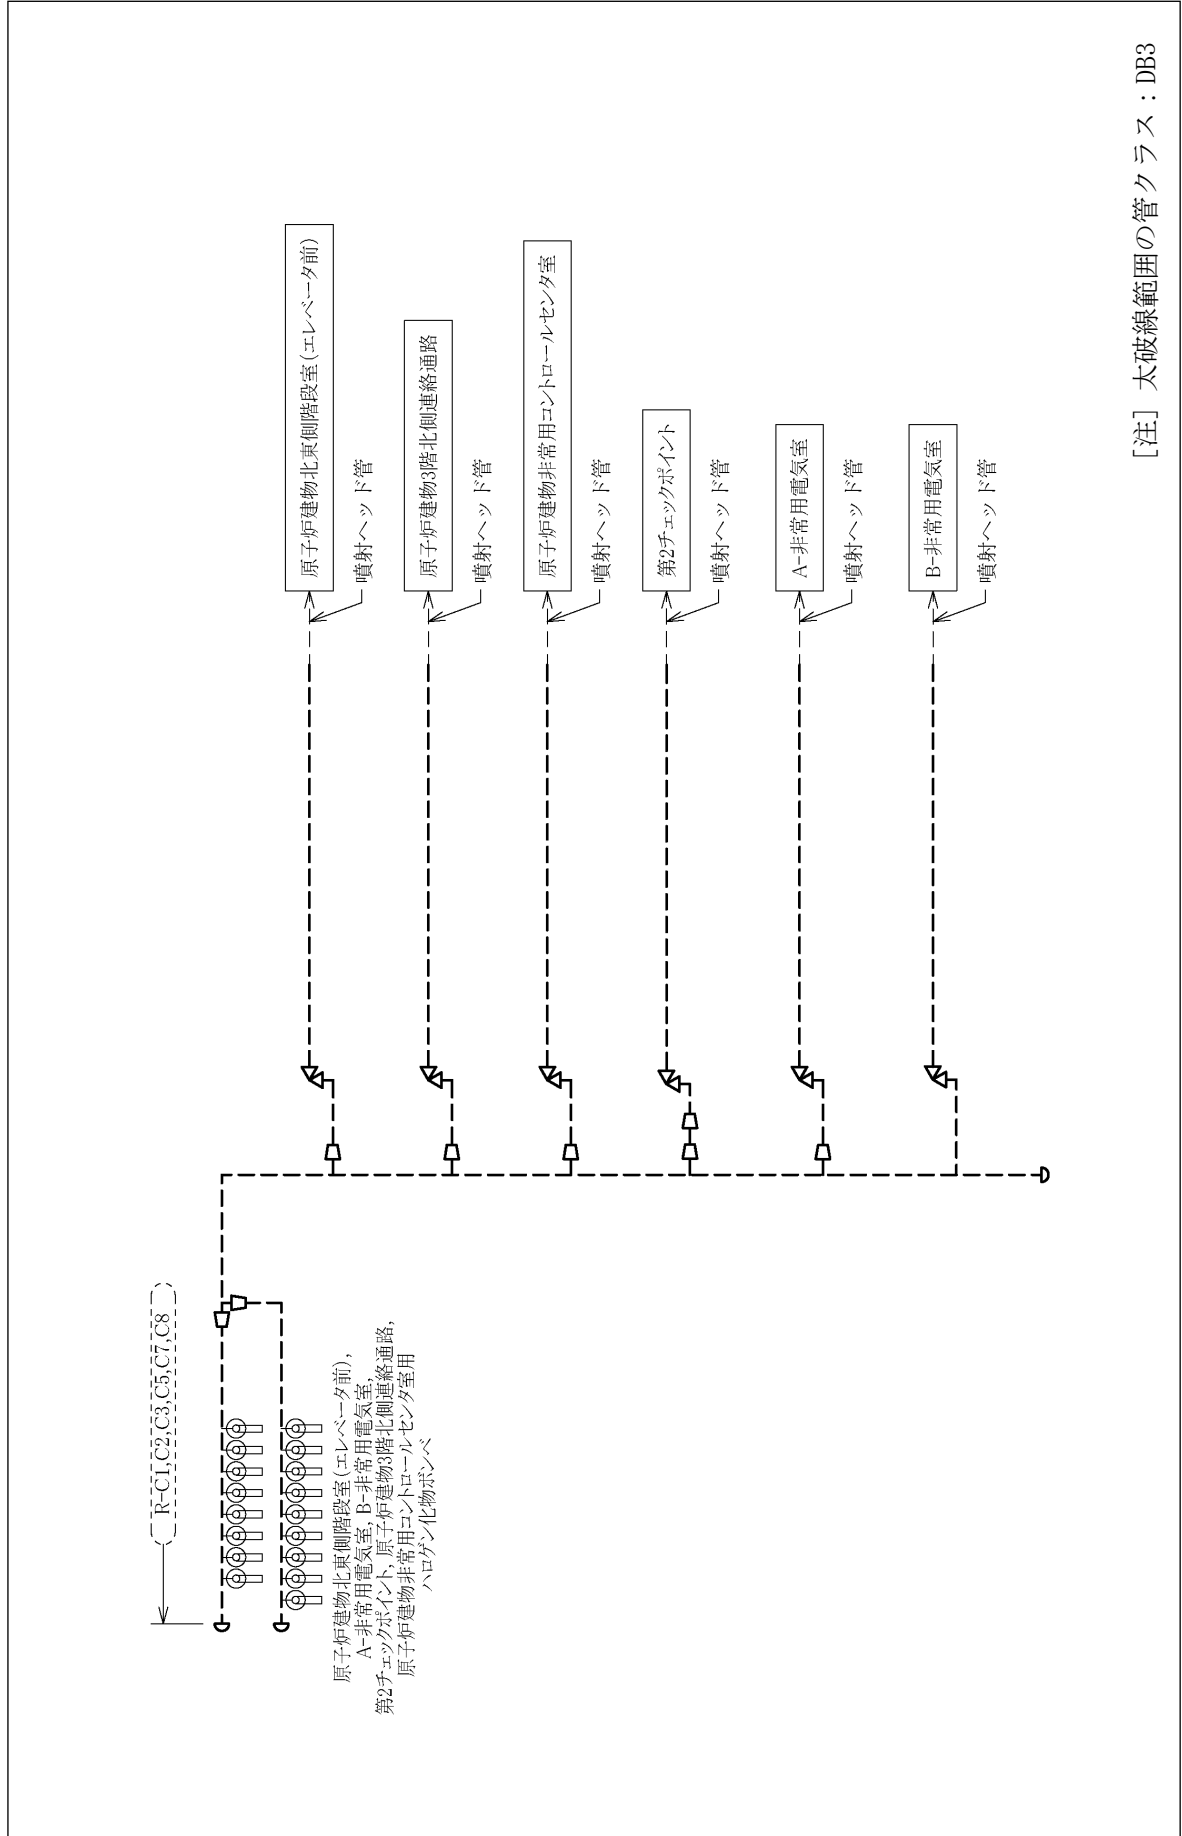 R-C1,C2,C3,C5,C7,C8
原子炉建物北東側階段室(エレベータ前),
A-非常用電気室, B-非常用電気室,
第2チェックポイント, 原子炉建物3階北側連絡通路,
原子炉建物非常用コントロールセンタ室用
ハロゲン化物ボンベ
原子炉建物北東側階段室(エレベータ前)
噴射ヘッド管
原子炉建物3階北側連絡通路
噴射ヘッド管
原子炉建物非常用コントロールセンタ室
噴射ヘッド管
第2チェックポイント
噴射ヘッド管
A-非常用電気室
噴射ヘッド管
B-非常用電気室
噴射ヘッド管
[注] 太破線範囲の管クラス：DB3